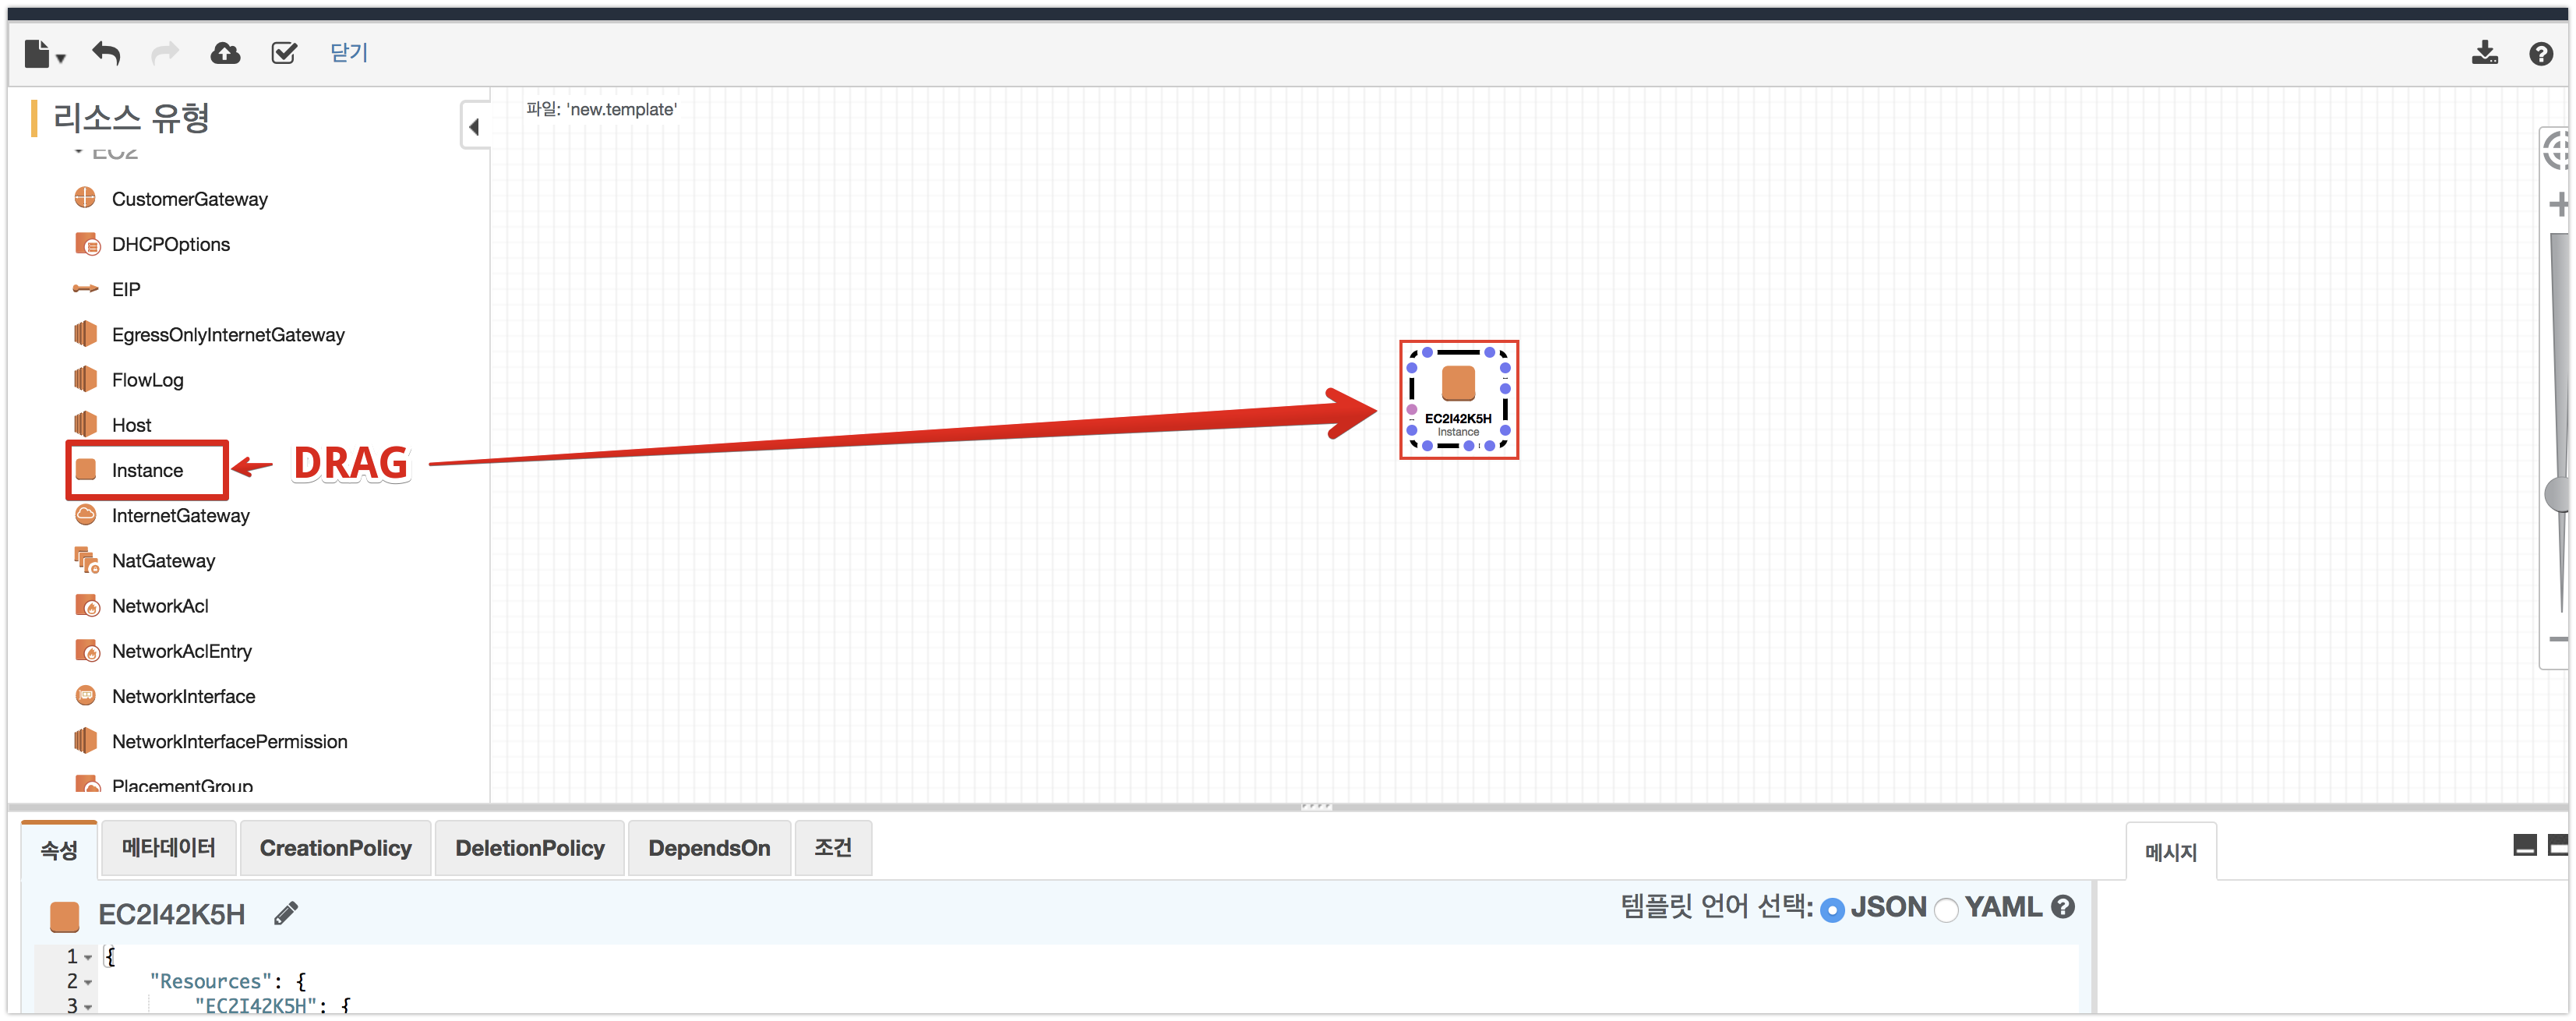 닫기
리소스 유형
파일: 'new.template'
EC2
CustomerGateway
DHCPOptions
EIP
EgressOnlyInternetGateway
FlowLog
Host
Instance
DRAG
EC2I42K5H
Instance
InternetGateway
NatGateway
NetworkAcl
NetworkAclEntry
NetworkInterface
NetworkInterfacePermission
PlacementGroup
속성 메타데이터 CreationPolicy DeletionPolicy DependsOn 조건
메시지
EC2I42K5H
템플릿 언어 선택: JSON YAML
1 {
2 "Resources": {
3 "EC2I42K5H": {